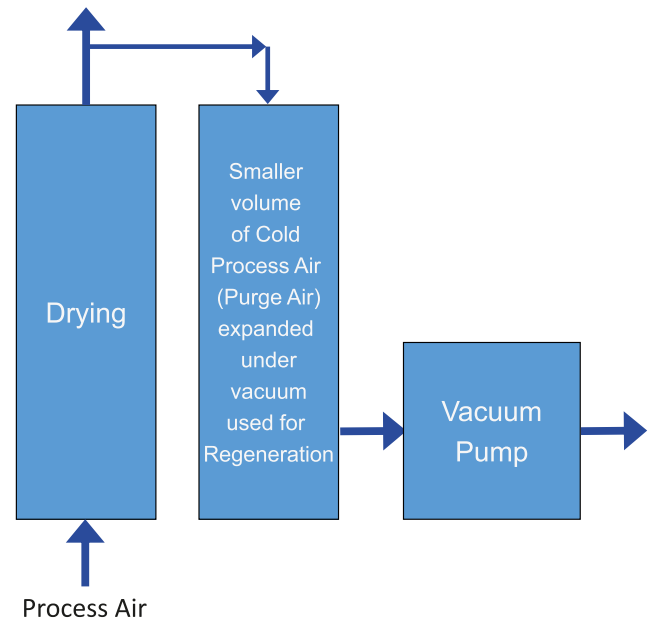 Drying
Smaller
volume
of Cold
Process Air
(Purge Air)
expanded
under
vacuum
used for
Regeneration
Vacuum
Pump
Process Air